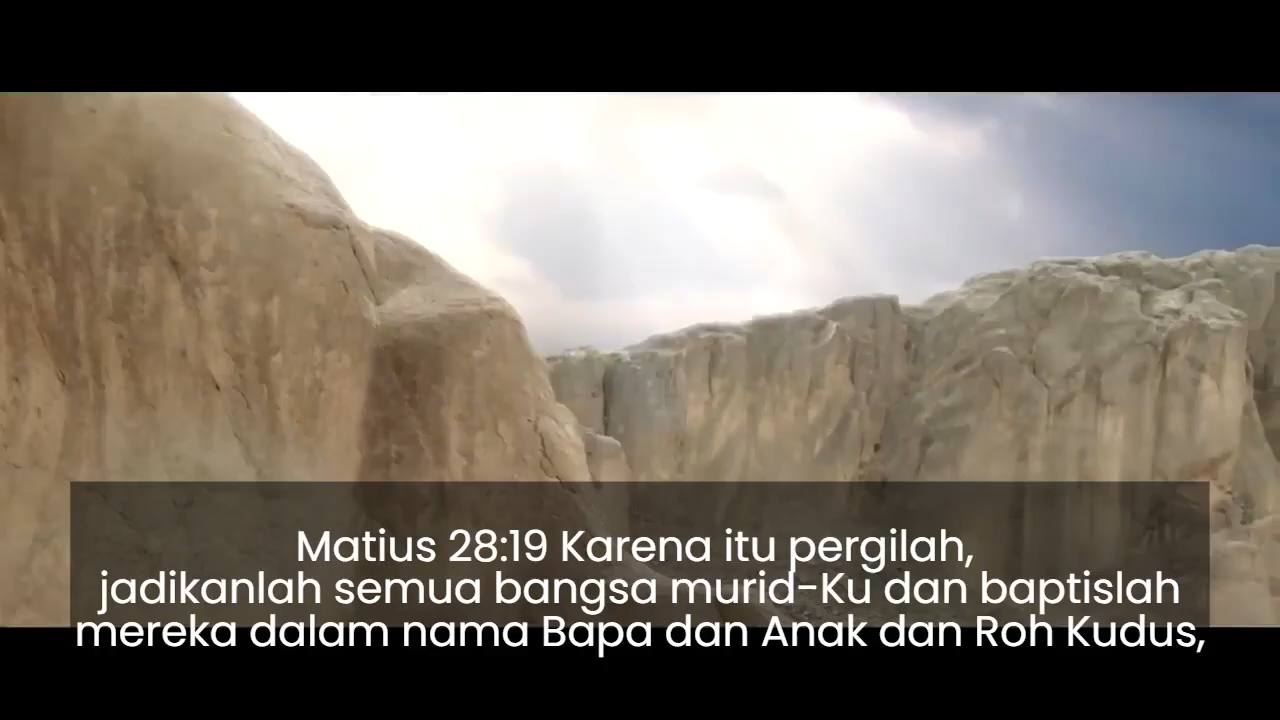 Matius 28:19 Karena itu pergilah,
jadikanlah semua bangsa murid-Ku dan baptislah
mereka dalam nama Bapa dan Anak dan Roh Kudus,